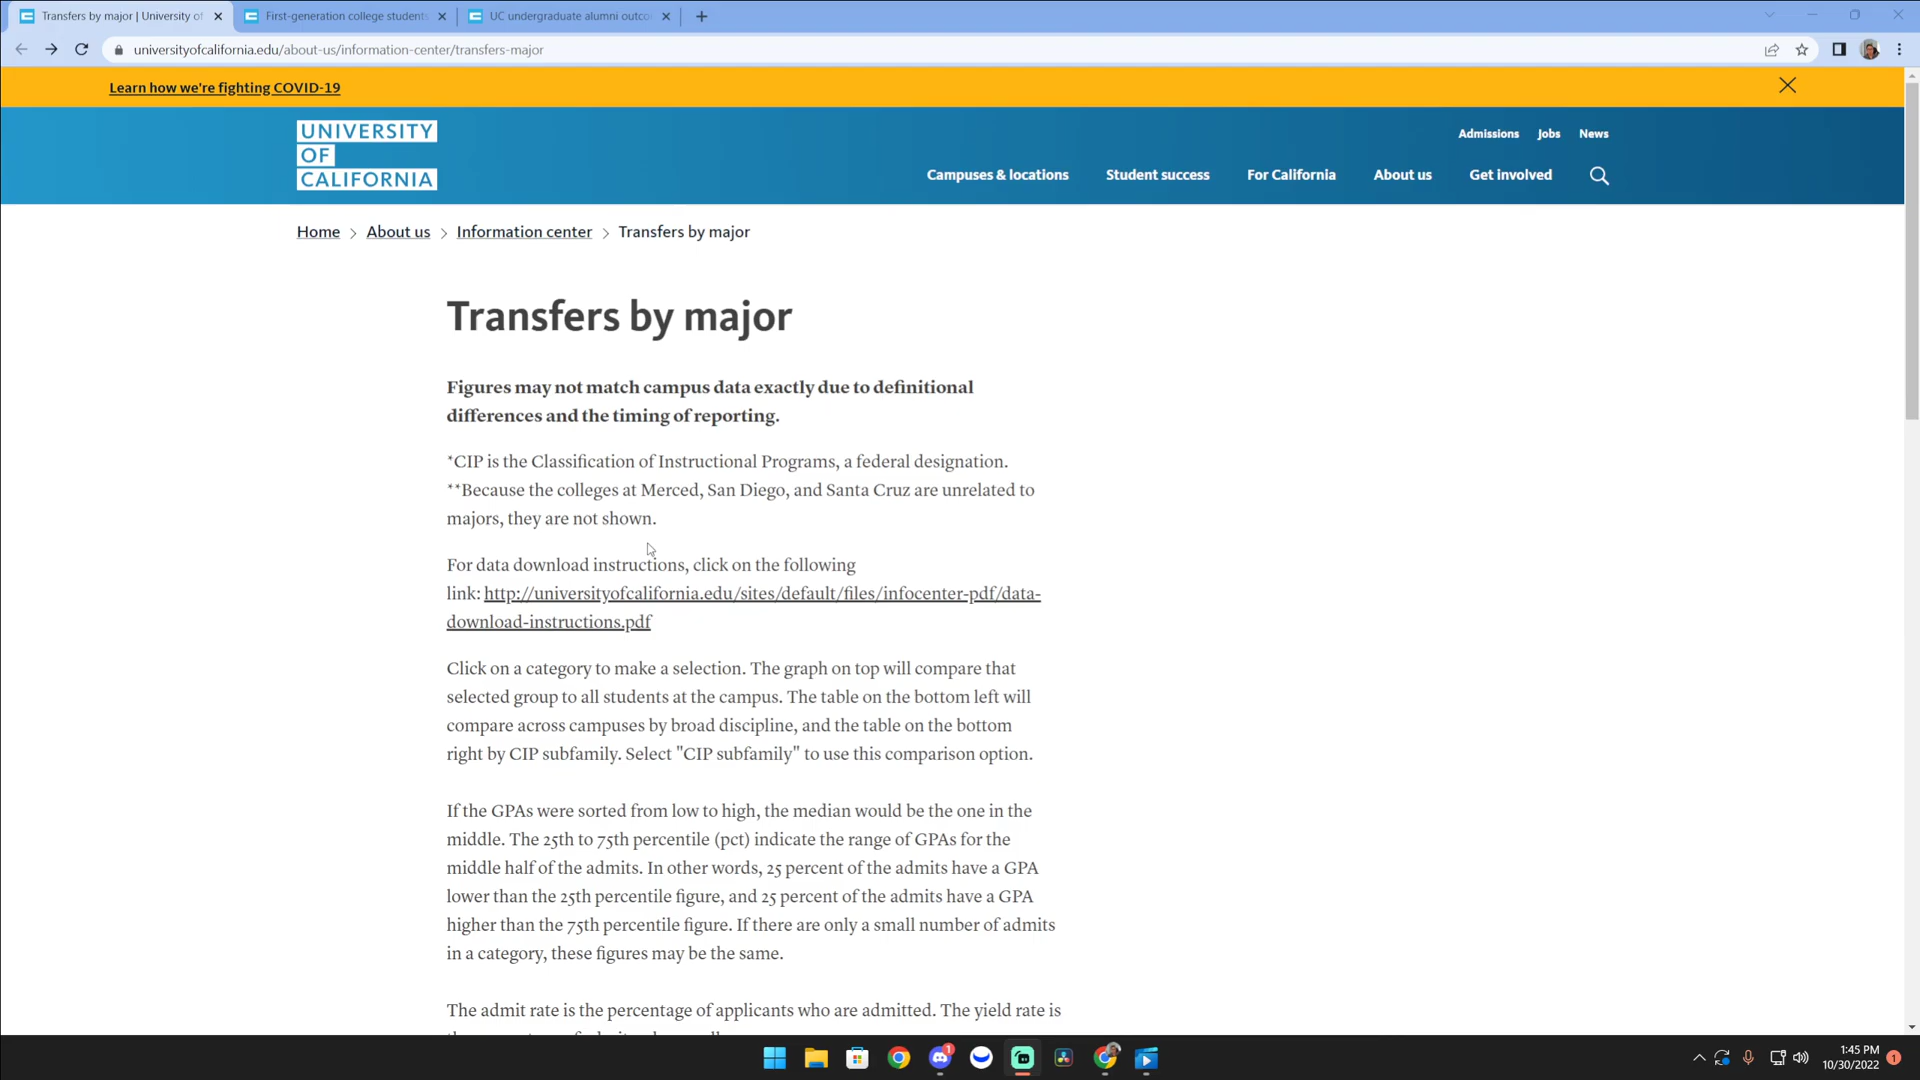 Transfers by major | University of
First-generation college students
UC undergraduate alumni outco
universityofcalifornia.edu/about-us/information-center/transfers-major
Learn how we're fighting COVID-19
UNIVERSITY
OF
CALIFORNIA
Admissions Jobs News
Campuses & locations Student success For California About us Get involved
Home > About us > Information center > Transfers by major
Transfers by major
Figures may not match campus data exactly due to definitional
differences and the timing of reporting.
*CIP is the Classification of Instructional Programs, a federal designation.
**Because the colleges at Merced, San Diego, and Santa Cruz are unrelated to
majors, they are not shown.
For data download instructions, click on the following
link: http://universityofcalifornia.edu/sites/default/files/infocenter-pdf/data-
download-instructions.pdf
Click on a category to make a selection. The graph on top will compare that
selected group to all students at the campus. The table on the bottom left will
compare across campuses by broad discipline, and the table on the bottom
right by CIP subfamily. Select "CIP subfamily" to use this comparison option.
If the GPAs were sorted from low to high, the median would be the one in the
middle. The 25th to 75th percentile (pct) indicate the range of GPAs for the
middle half of the admits. In other words, 25 percent of the admits have a GPA
lower than the 25th percentile figure, and 25 percent of the admits have a GPA
higher than the 75th percentile figure. If there are only a small number of admits
in a category, these figures may be the same.
The admit rate is the percentage of applicants who are admitted. The yield rate is
1
1:45 PM
10/30/2022
1